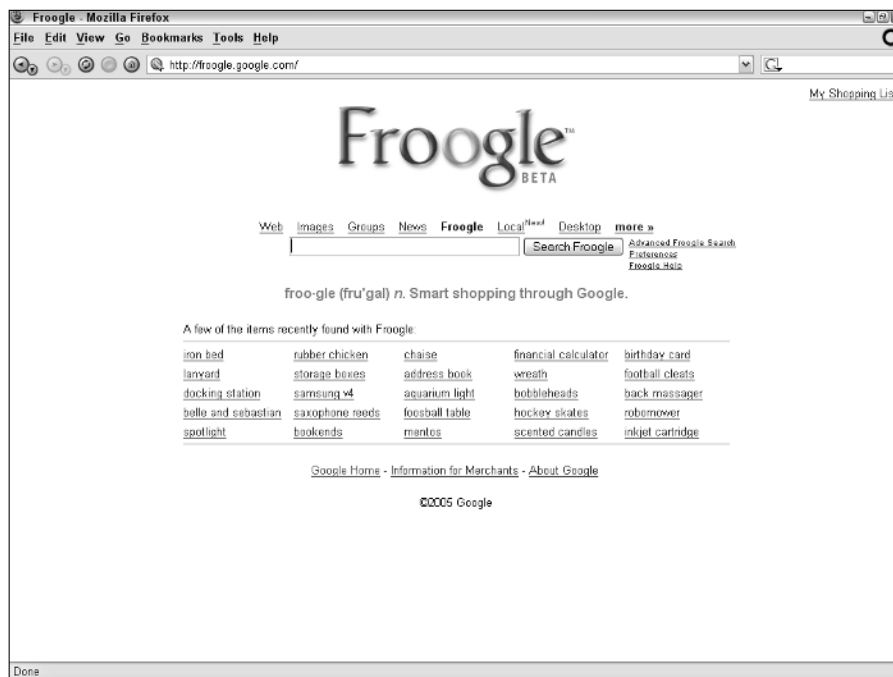 Froogle - Mozilla Firefox
File Edit View Go Bookmarks Tools Help
http://froogle.google.com/
My Shopping Lis
Froogle™
BETA
Web Images Groups News Froogle Local New! Desktop more »
Search Froogle
Advanced Froogle Search
Preferences
Froogle Help
froo·gle (fru'gal) n. Smart shopping through Google.
A few of the items recently found with Froogle:
iron bed rubber chicken chaise financial calculator birthday card
lanyard storage boxes address book wreath football cleats
docking station samsung v4 aquarium light bobbleheads back massager
belle and sebastian saxophone reeds foosball table hockey skates robomower
spotlight bookends mentos scented candles inkjet cartridge
Google Home - Information for Merchants - About Google
©2005 Google
Done